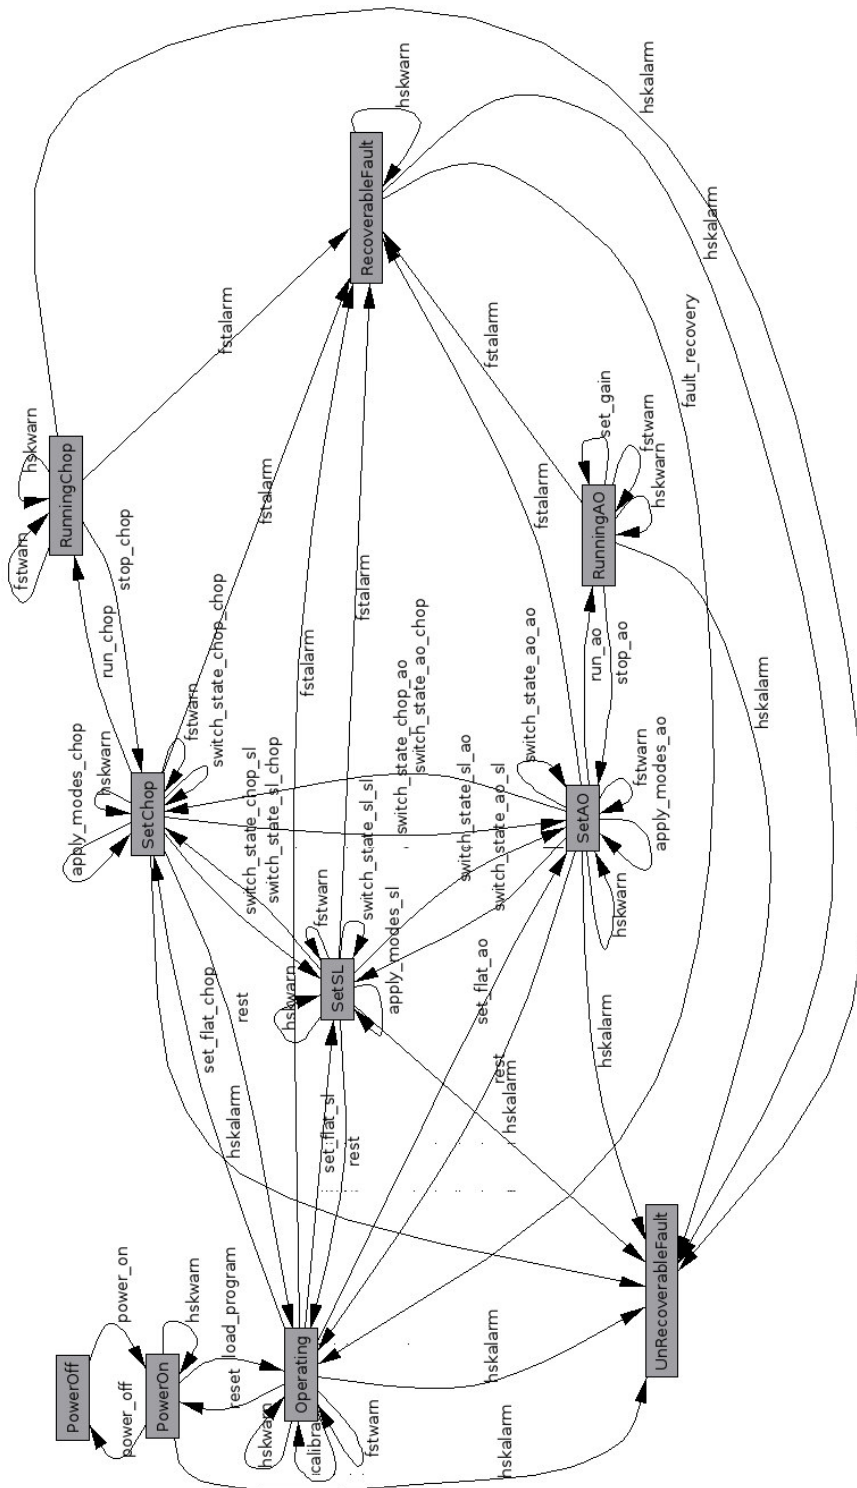 PowerOff
PowerOn
Operating
UnRecoverableFault
SetChop
SetSL
SetAO
RunningChop
RunningAO
RecoverableFault
power_on
power_off
hskwarn
load_program
reset
hskalarm
hskwarn
fstwarn
hskalarm
set_flat_chop
rest
hskalarm
set_flat_sl
rest
set_flat_ao
rest
hskalarm
hskalarm
apply_modes_chop
hskwarn
fstwarn
switch_state_chop_chop
switch_state_chop_sl
switch_state_sl_chop
hskwarn
fstwarn
switch_state_sl_sl
apply_modes_sl
switch_state_chop_ao
switch_state_ao_chop
switch_state_sl_ao
switch_state_ao_sl
switch_state_ao_ao
fstwarn
apply_modes_ao
hskwarn
run_chop
stop_chop
fstwarn
hskwarn
run_ao
stop_ao
set_gain
fstwarn
hskwarn
hskalarm
fstalarm
fstalarm
fstalarm
fstalarm
fstalarm
fstalarm
hskwarn
fault_recovery
hskalarm
hskalarm